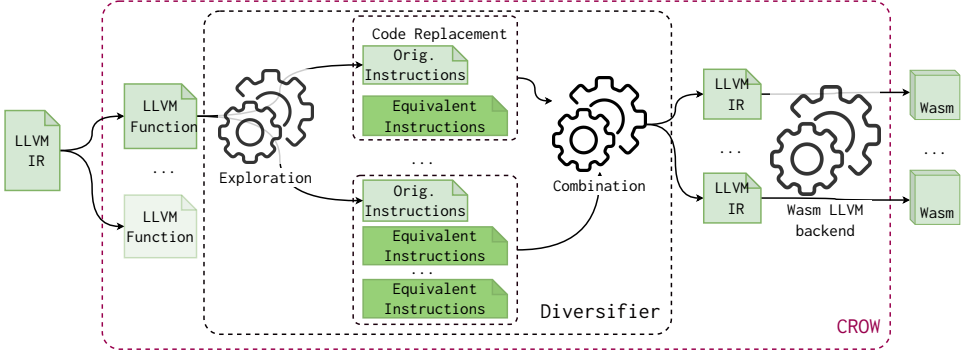 LLVM
IR
LLVM
Function
...
LLVM
Function
Exploration
Code Replacement
Orig.
Instructions
Equivalent
Instructions
...
Orig.
Instructions
Equivalent
Instructions
...
Equivalent
Instructions
Combination
Diversifier
LLVM
IR
...
LLVM
IR
Wasm LLVM
backend
CROW
Wasm
...
Wasm